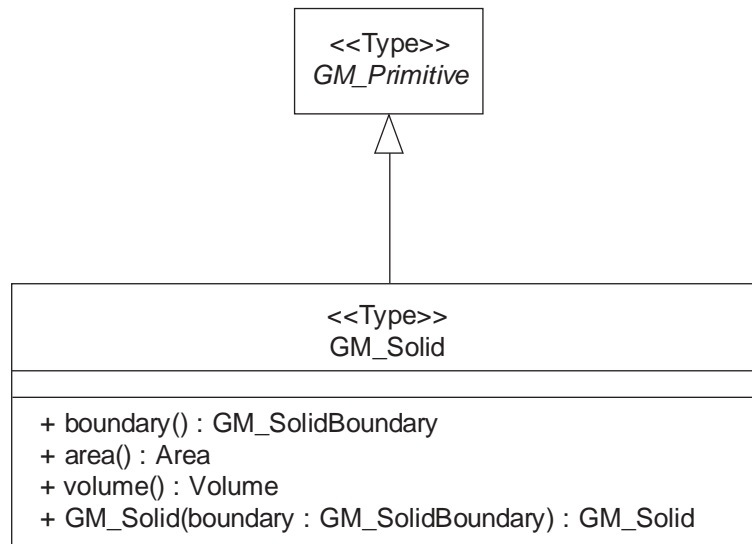 <<Type>>
GM_Primitive
<<Type>>
GM_Solid
+ boundary() : GM_SolidBoundary
+ area() : Area
+ volume() : Volume
+ GM_Solid(boundary : GM_SolidBoundary) : GM_Solid